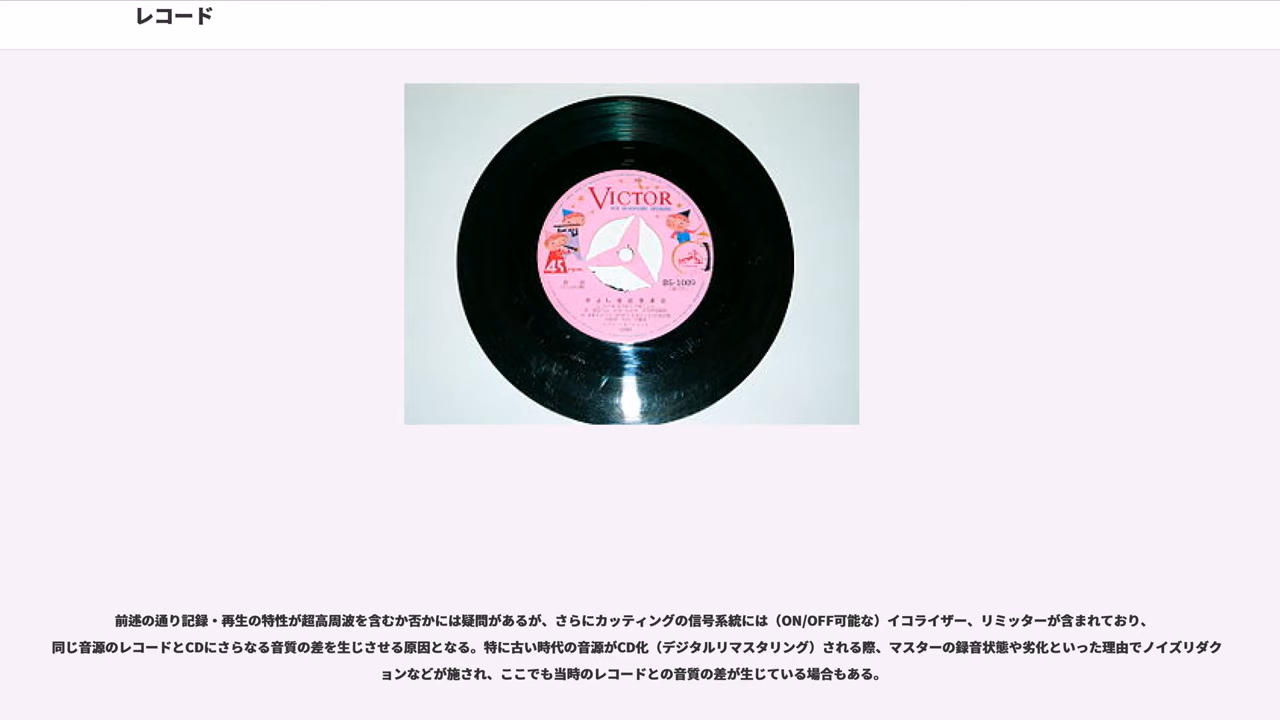 レコード
VICTOR
45
BS-1009
前述の通り記録・再生の特性が超高周波を含むか否かには疑問があるが、さらにカッティングの信号系統には（ON/OFF可能な）イコライザー、リミッターが含まれており、
同じ音源のレコードとCDにさらなる音質の差を生じさせる原因となる。特に古い時代の音源がCD化（デジタルリマスタリング）される際、マスターの録音状態や劣化といった理由でノイズリダク
ョンなどが施され、ここでも当時のレコードとの音質の差が生じている場合もある。